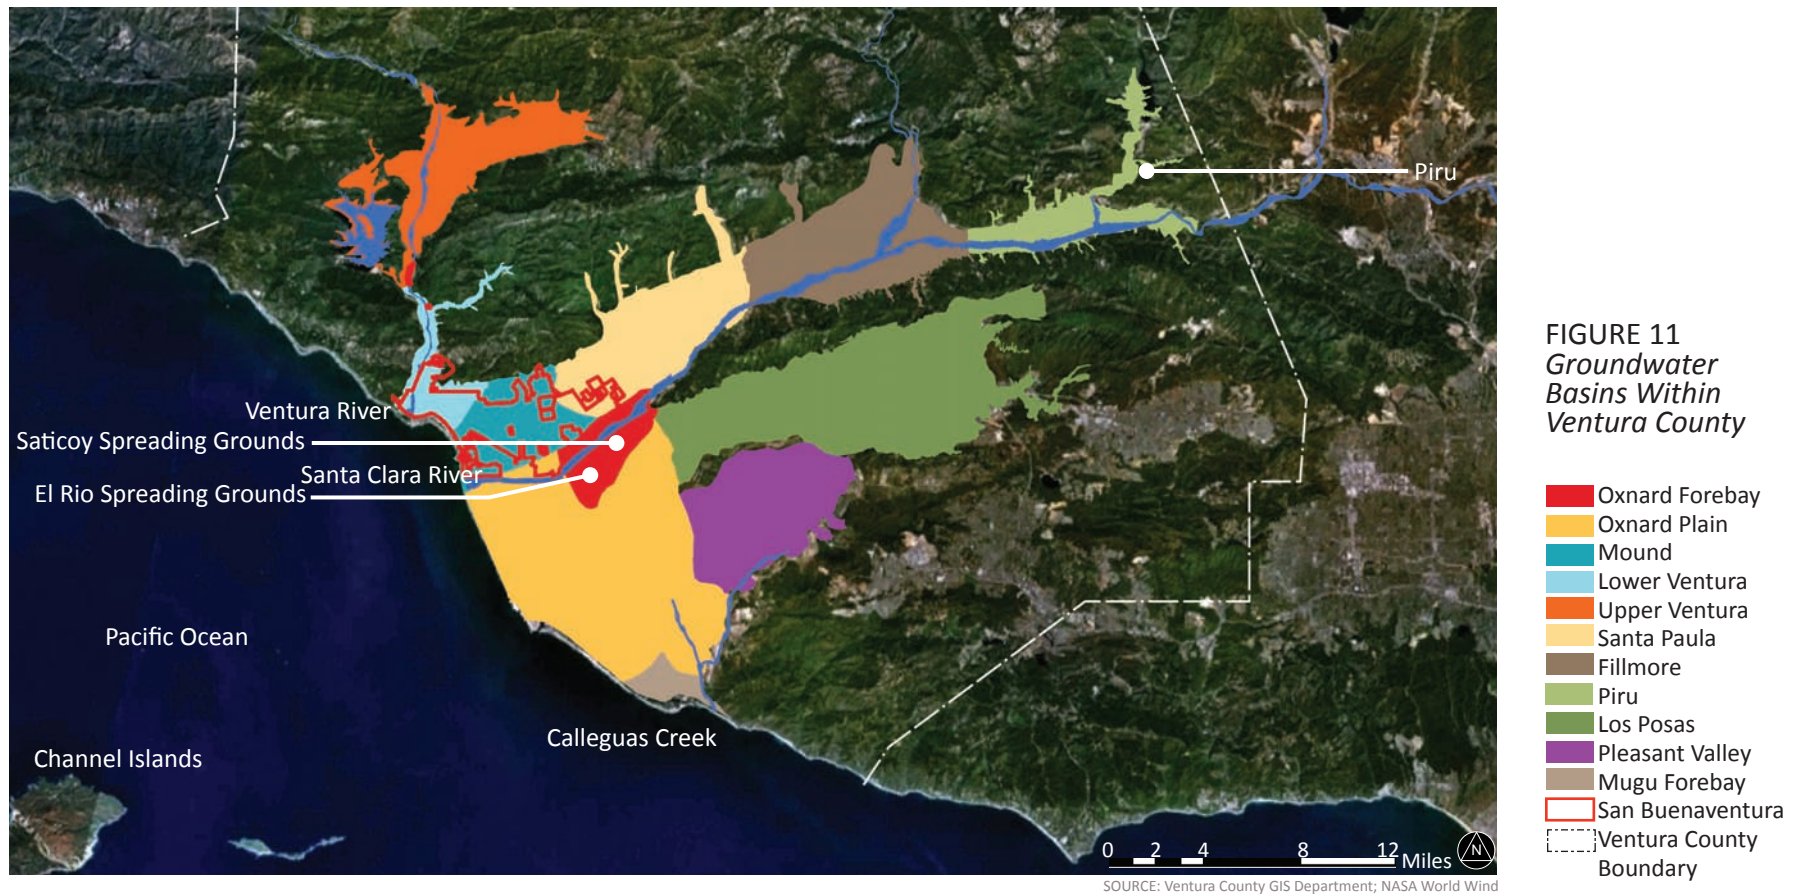 Piru
Ventura River
Saticoy Spreading Grounds
Santa Clara River
El Rio Spreading Grounds
Pacific Ocean
Calleguas Creek
Channel Islands
0 2 4 8 12 Miles
N
SOURCE: Ventura County GIS Department; NASA World Wind
FIGURE 11
Groundwater
Basins Within
Ventura County
Oxnard Forebay
Oxnard Plain
Mound
Lower Ventura
Upper Ventura
Santa Paula
Fillmore
Piru
Los Posas
Pleasant Valley
Mugu Forebay
San Buenaventura
Ventura County
Boundary